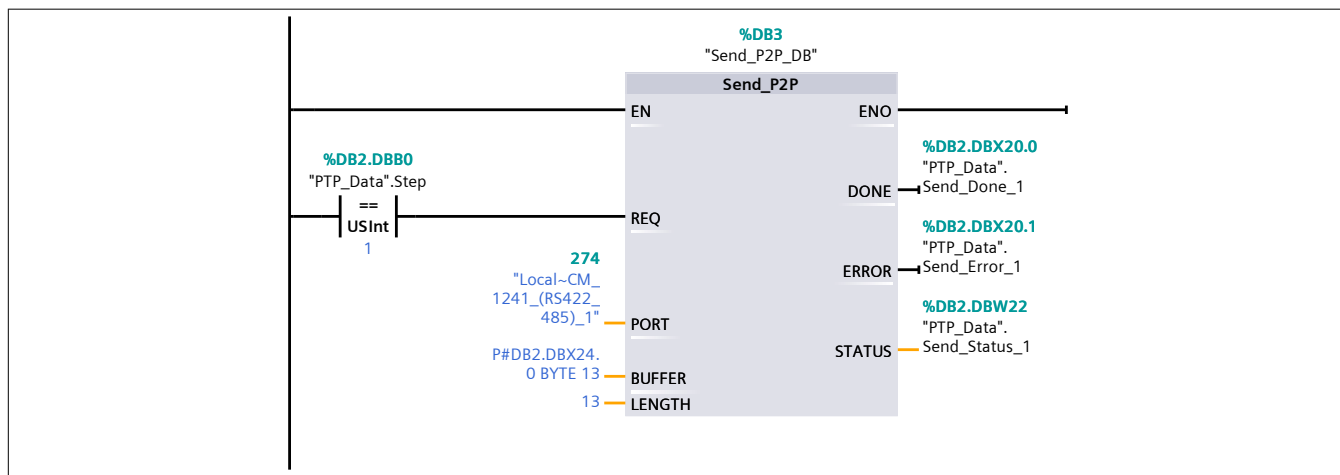 %DB3
"Send_P2P_DB"
Send_P2P
EN
ENO
%DB2.DBB0
"PTP_Data".Step
==
USInt
1
REQ
%DB2.DBX20.0
"PTP_Data".
Send_Done_1
DONE
%DB2.DBX20.1
"PTP_Data".
Send_Error_1
ERROR
274
"Local~CM_
1241_(RS422_
485)_1"
PORT
%DB2.DBW22
"PTP_Data".
Send_Status_1
STATUS
P#DB2.DBX24.
0 BYTE 13
BUFFER
13
LENGTH